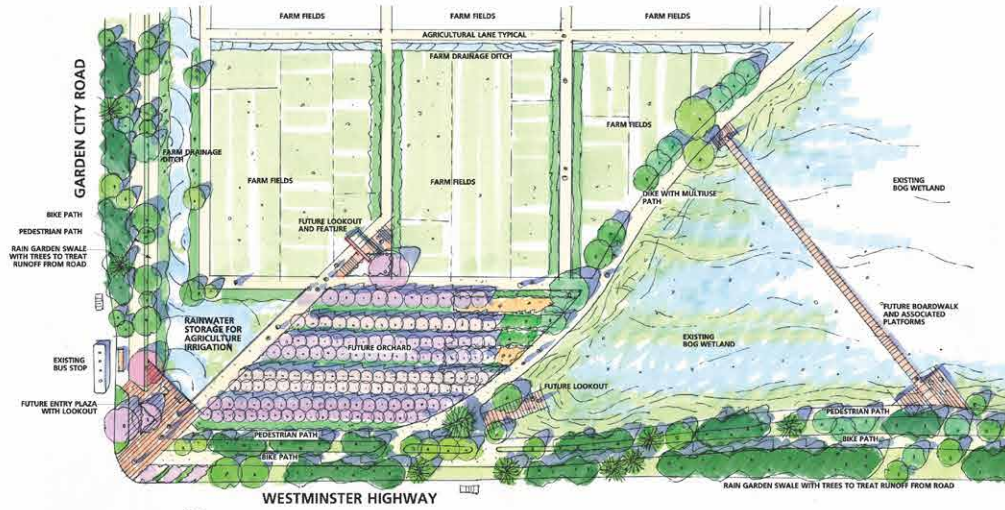 FARM FIELDS
FARM FIELDS
FARM FIELDS
AGRICULTURAL LANE TYPICAL
FARM DRAINAGE DITCH
GARDEN CITY ROAD
FARM DRAINAGE
DITCH
FARM FIELDS
FARM FIELDS
FARM FIELDS
EXISTING
BOG WETLAND
DIKE WITH MULTIUSE
PATH
BIKE PATH
PEDESTRIAN PATH
RAIN GARDEN SWALE
WITH TREES TO TREAT
RUNOFF FROM ROAD
FUTURE LOOKOUT
AND FEATURE
RAINWATER
STORAGE FOR
AGRICULTURE
IRRIGATION
FUTURE ORCHARD
EXISTING
BOG WETLAND
FUTURE BOARDWALK
AND ASSOCIATED
PLATFORMS
EXISTING
BUS STOP
FUTURE LOOKOUT
FUTURE ENTRY PLAZA
WITH LOOKOUT
PEDESTRIAN PATH
PEDESTRIAN PATH
BIKE PATH
BIKE PATH
RAIN GARDEN SWALE WITH TREES TO TREAT RUNOFF FROM ROAD
WESTMINSTER HIGHWAY